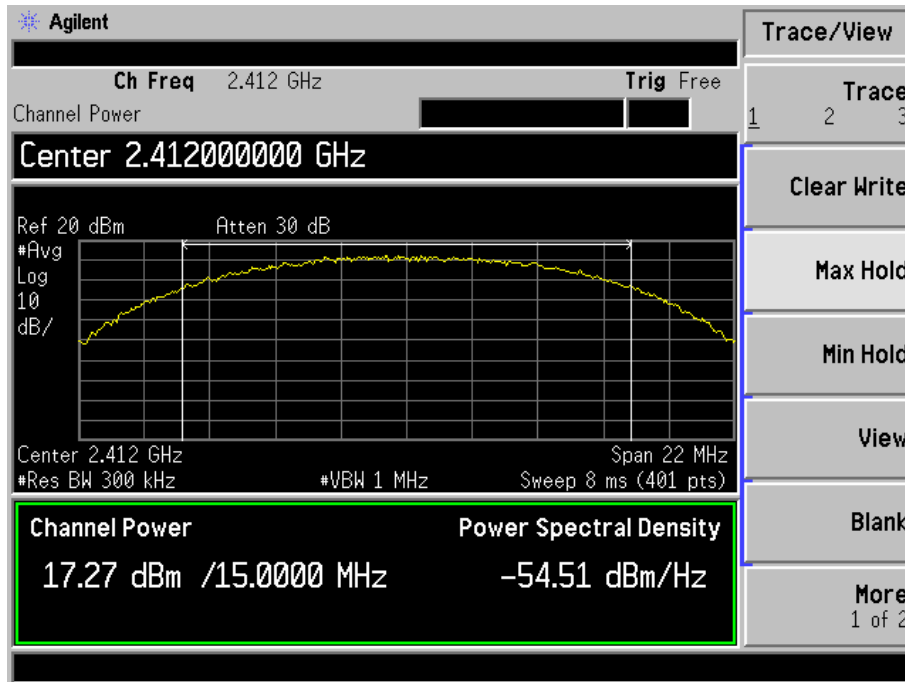 Agilent
Trace/View
Ch Freq 2.412 GHz Trig Free
Channel Power
Trace
1 2 3
Center 2.412000000 GHz
Clear Write
Ref 20 dBm Atten 30 dB
#Avg
Log
10
dB/
Max Hold
Min Hold
View
Center 2.412 GHz Span 22 MHz
#Res BW 300 kHz #VBW 1 MHz Sweep 8 ms (401 pts)
Blank
Channel Power Power Spectral Density
17.27 dBm /15.0000 MHz -54.51 dBm/Hz
More
1 of 2